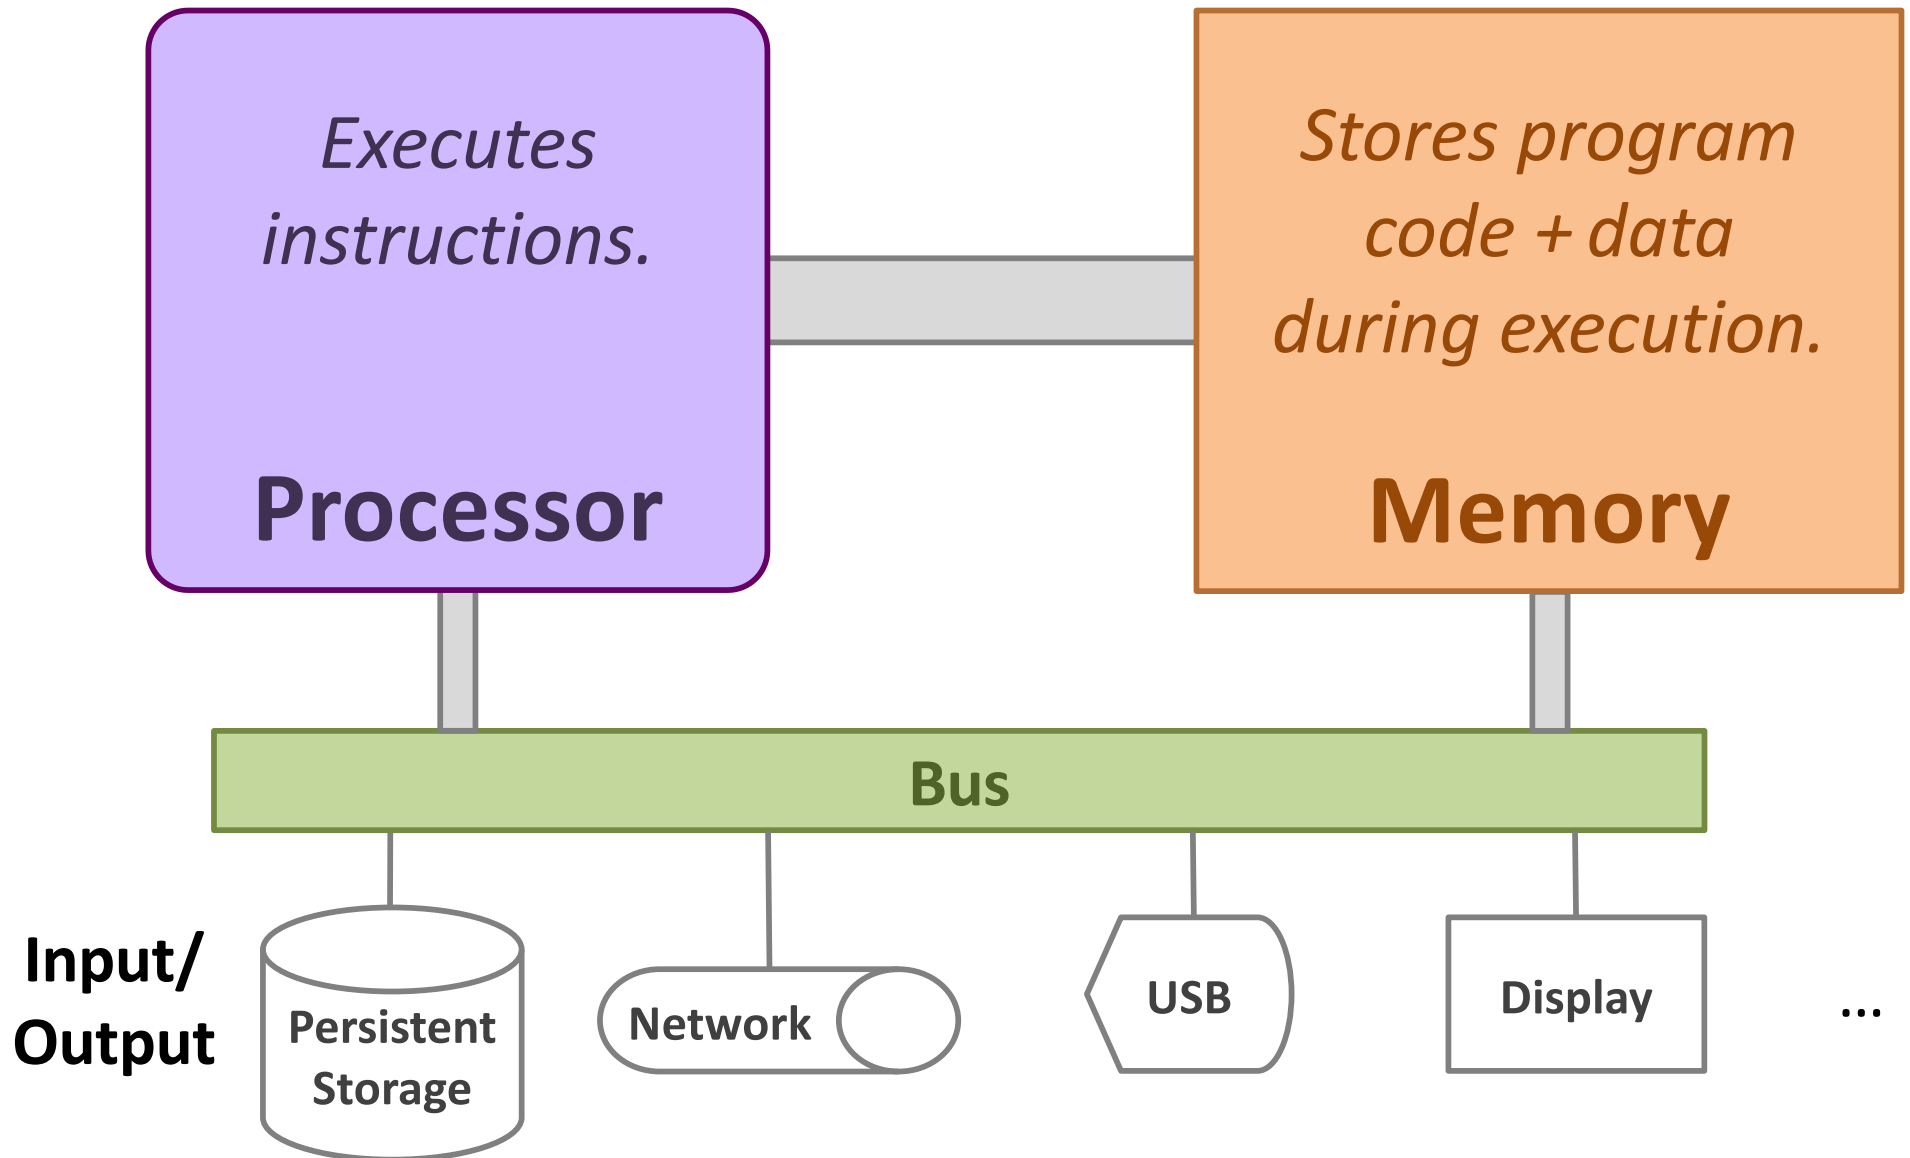 Executes
instructions.
Processor
Stores program
code + data
during execution.
Memory
Bus
Input/
Output
Persistent
Storage
Network
USB
Display
...